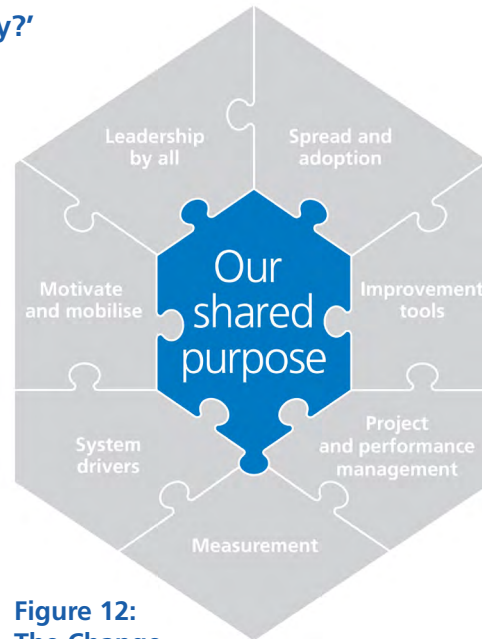 y?'
Leadership
by all
Spread and
adoption
Motivate
and mobilise
Our
shared
purpose
Improvement
tools
System
drivers
Project
and performance
management
Measurement
Figure 12:
The Change